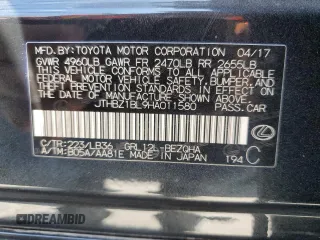 MFD.BY:TOYOTA MOTOR CORPORATION 04/17
GVWR 4960LB GAWR FR 2470LB RR 2655LB
THIS VEHICLE CONFORMS TO ALL APPLICABLE
FEDERAL MOTOR VEHICLE SAFETY, BUMPER, AND
THEFT PREVENTION STANDARDS IN EFFECT ON
THE DATE OF MANUFACTURE SHOWN ABOVE.
JTHBZ1BL9HA011580 PASS.CAR
C/TR:223/LB36 GRL12L-BEZQHA
A/TM:B05A/AA81E MADE IN JAPAN 194C
DREAMBID